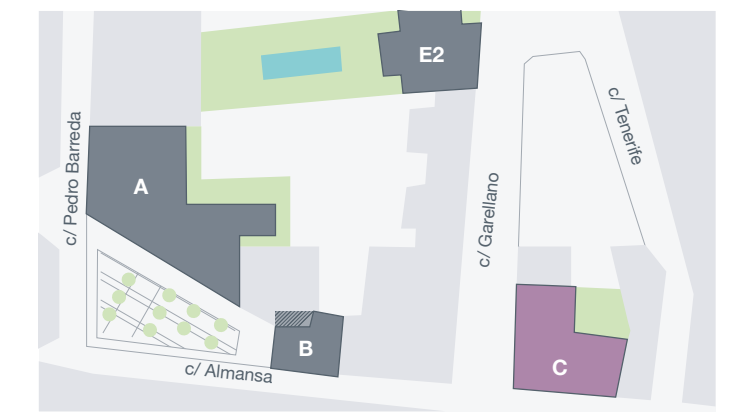 E2
c/ Tenerife
c/ Pedro Barreda
A
c/ Garellano
B
C
c/ Almansa